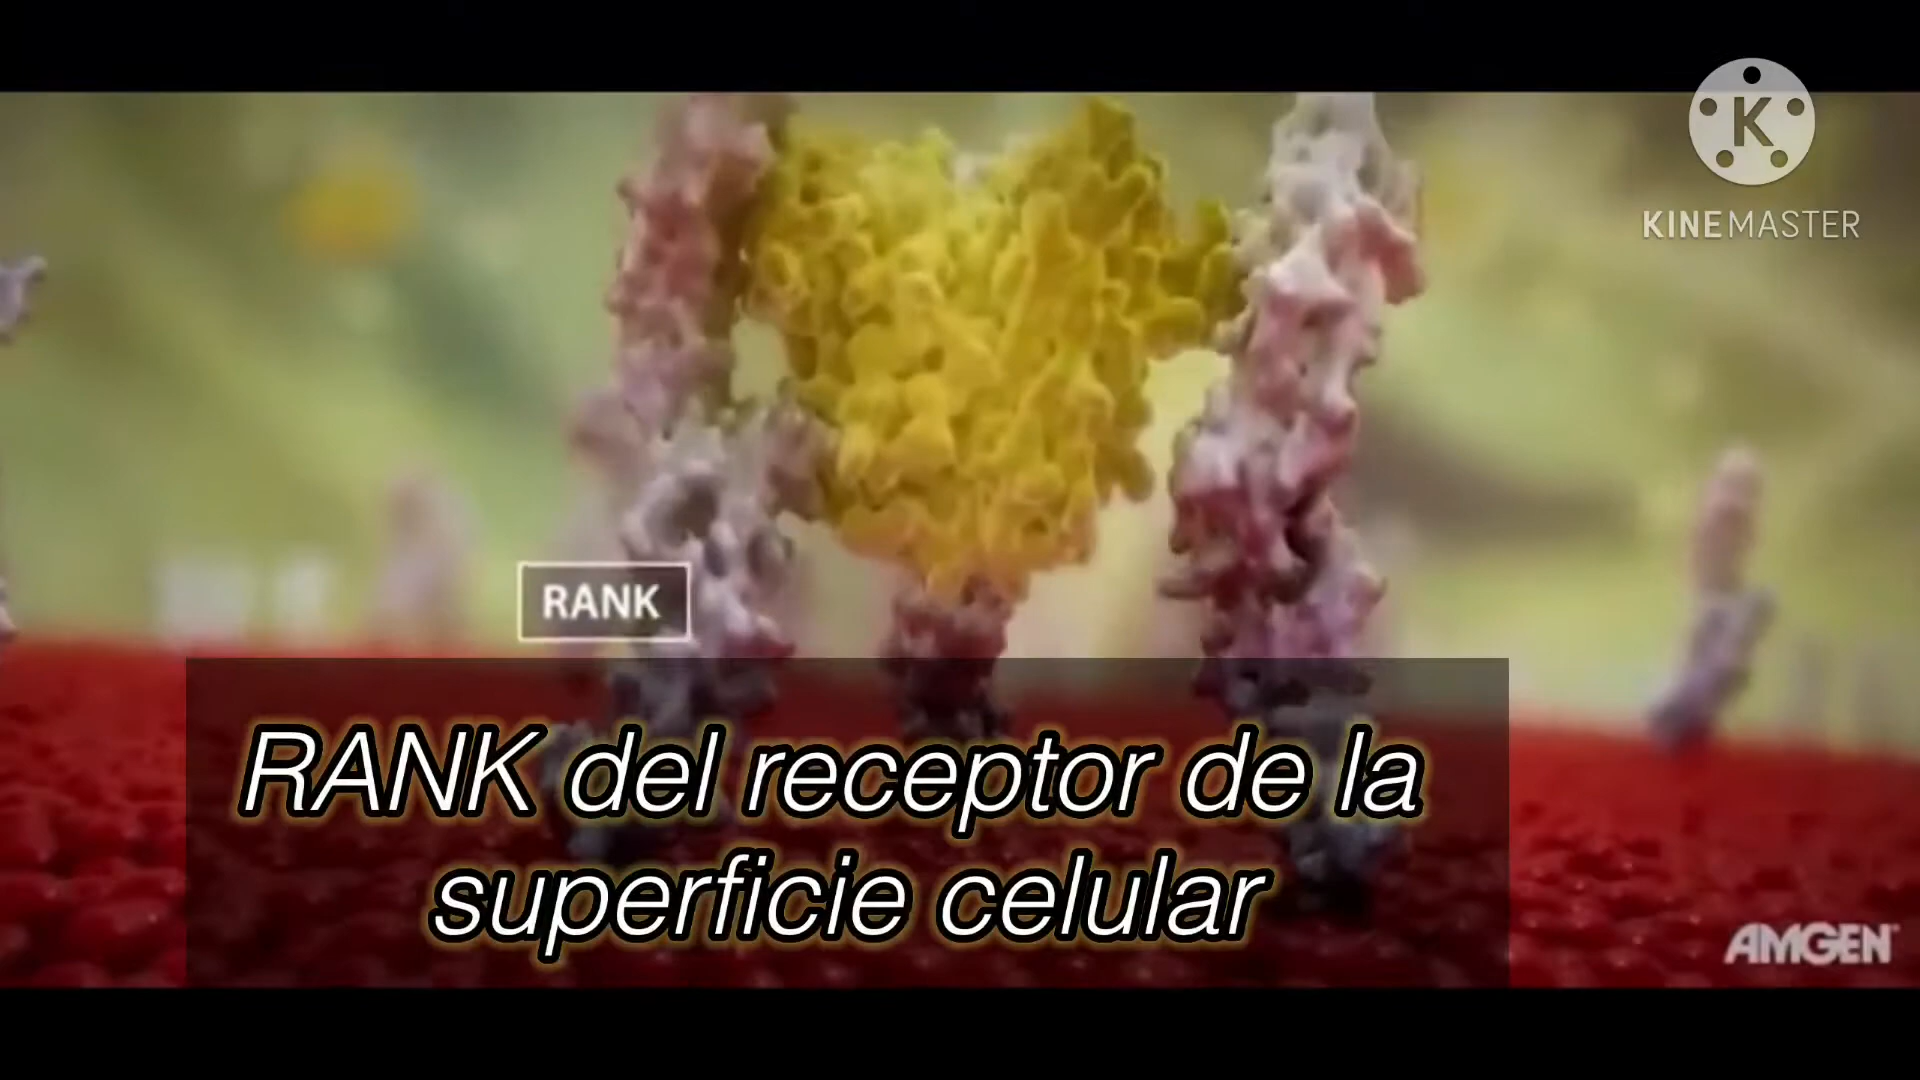 K
KINEMASTER
RANK
RANK del receptor de la
superficie celular
AMGEN